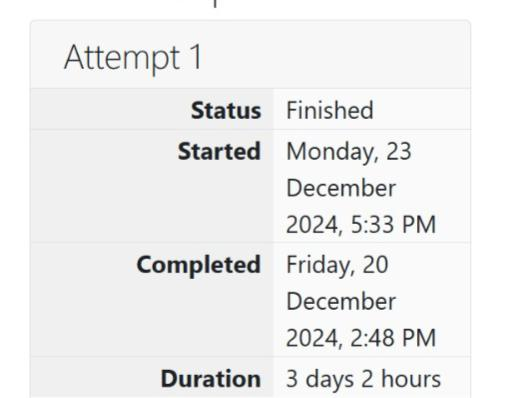 Attempt 1
Status Finished
Started Monday, 23
December
2024, 5:33 PM
Completed Friday, 20
December
2024, 2:48 PM
Duration 3 days 2 hours